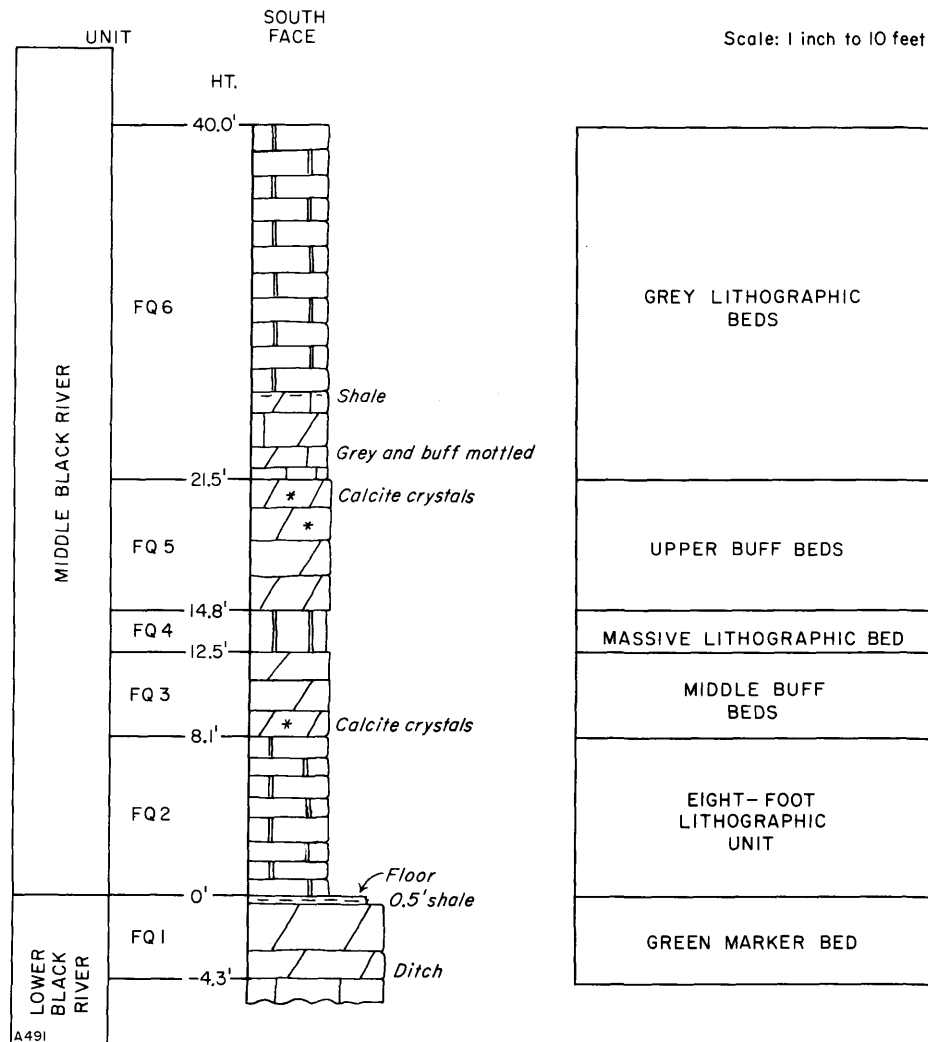 UNIT
SOUTH
FACE
Scale: 1 inch to 10 feet
HT.
40.0'
FQ6
GREY LITHOGRAPHIC
BEDS
Shale
Grey and buff mottled
21.5'
Calcite crystals
MIDDLE BLACK RIVER
FQ5
UPPER BUFF BEDS
14.8'
FQ4
MASSIVE LITHOGRAPHIC BED
12.5'
FQ3
MIDDLE BUFF
BEDS
Calcite crystals
8.1'
FQ2
EIGHT-FOOT
LITHOGRAPHIC
UNIT
Floor
0'
0.5' shale
FQ1
GREEN MARKER BED
LOWER
BLACK
RIVER
-4.3'
Ditch
A491